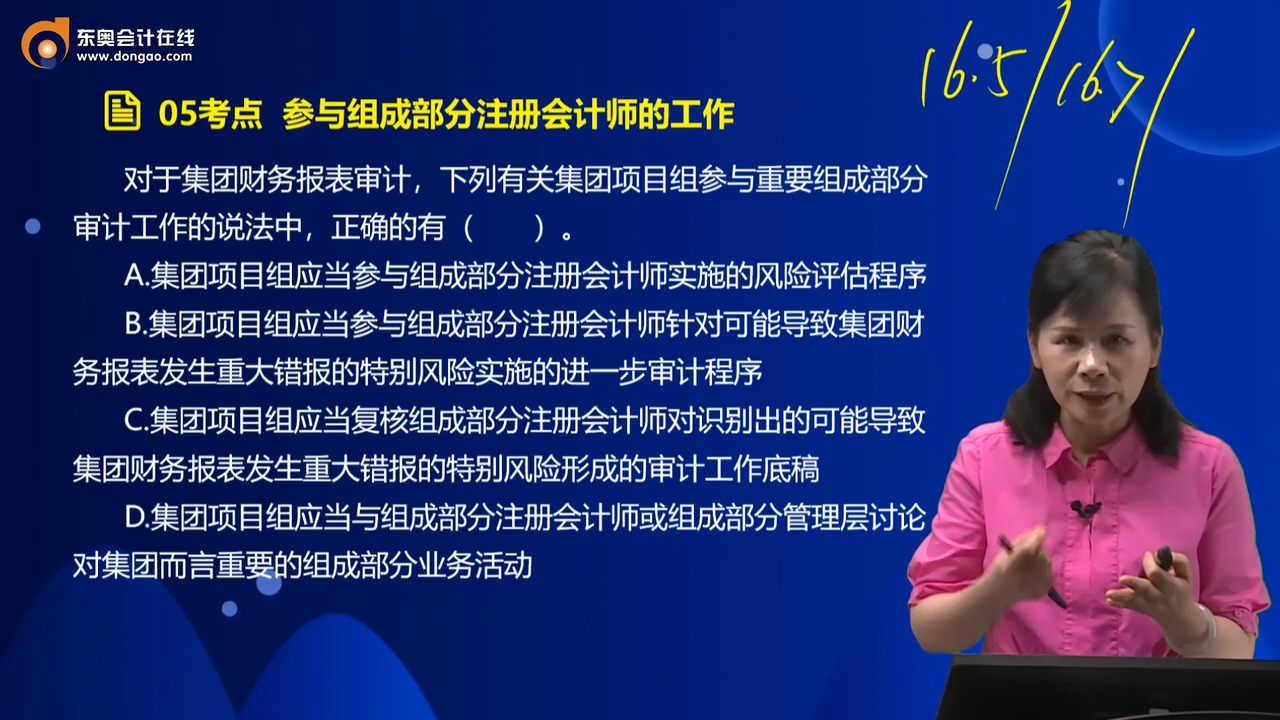 东奥会计在线
www.dongao.com
16.5/16.7/
05考点 参与组成部分注册会计师的工作
对于集团财务报表审计，下列有关集团项目组参与重要组成部分
审计工作的说法中，正确的有（  ）。
A.集团项目组应当参与组成部分注册会计师实施的风险评估程序
B.集团项目组应当参与组成部分注册会计师针对可能导致集团财
务报表发生重大错报的特别风险实施的进一步审计程序
C.集团项目组应当复核组成部分注册会计师对识别出的可能导致
集团财务报表发生重大错报的特别风险形成的审计工作底稿
D.集团项目组应当与组成部分注册会计师或组成部分管理层讨论
对集团而言重要的组成部分业务活动